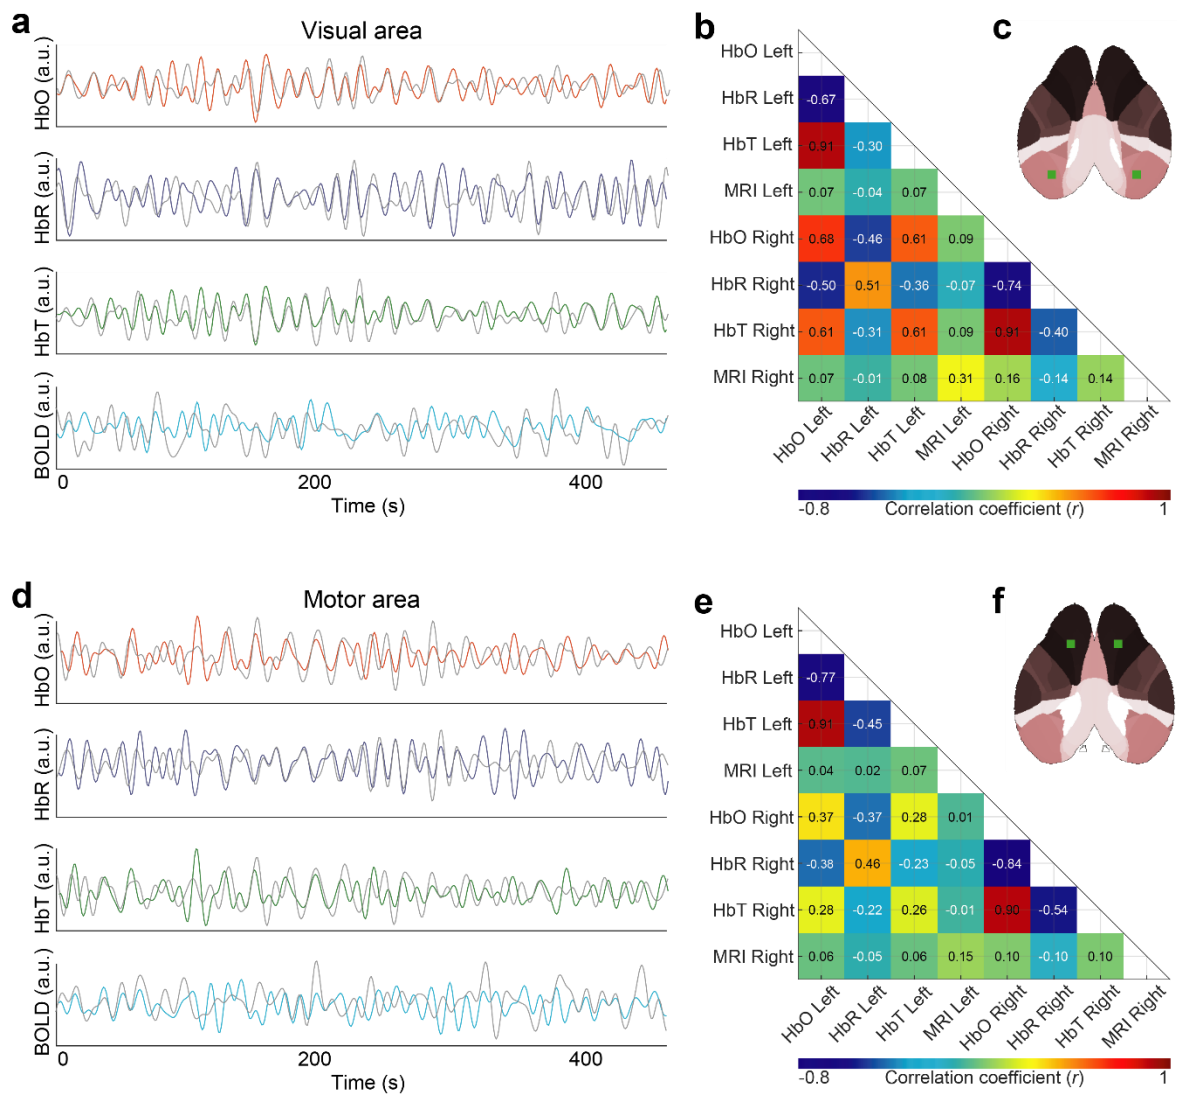 a
Visual area
HbO (a.u.)
HbR (a.u.)
HbT (a.u.)
BOLD (a.u.)
0 200 400
Time (s)
b
HbO Left
HbR Left -0.67
HbT Left 0.91 -0.30
MRI Left 0.07 -0.04 0.07
HbO Right 0.68 -0.46 0.61 0.09
HbR Right -0.50 0.51 -0.36 -0.07 -0.74
HbT Right 0.61 -0.31 0.61 0.09 0.91 -0.40
MRI Right 0.07 -0.01 0.08 0.31 0.16 -0.14 0.14
HbO Left HbR Left HbT Left MRI Left HbO Right HbR Right HbT Right MRI Right
-0.8 Correlation coefficient (r) 1
c
d
Motor area
HbO (a.u.)
HbR (a.u.)
HbT (a.u.)
BOLD (a.u.)
0 200 400
Time (s)
e
HbO Left
HbR Left -0.77
HbT Left 0.91 -0.45
MRI Left 0.04 0.02 0.07
HbO Right 0.37 -0.37 0.28 0.01
HbR Right -0.38 0.46 -0.23 -0.05 -0.84
HbT Right 0.28 -0.22 0.26 -0.01 0.90 -0.54
MRI Right 0.06 -0.05 0.06 0.15 0.10 -0.10 0.10
HbO Left HbR Left HbT Left MRI Left HbO Right HbR Right HbT Right MRI Right
-0.8 Correlation coefficient (r) 1
f